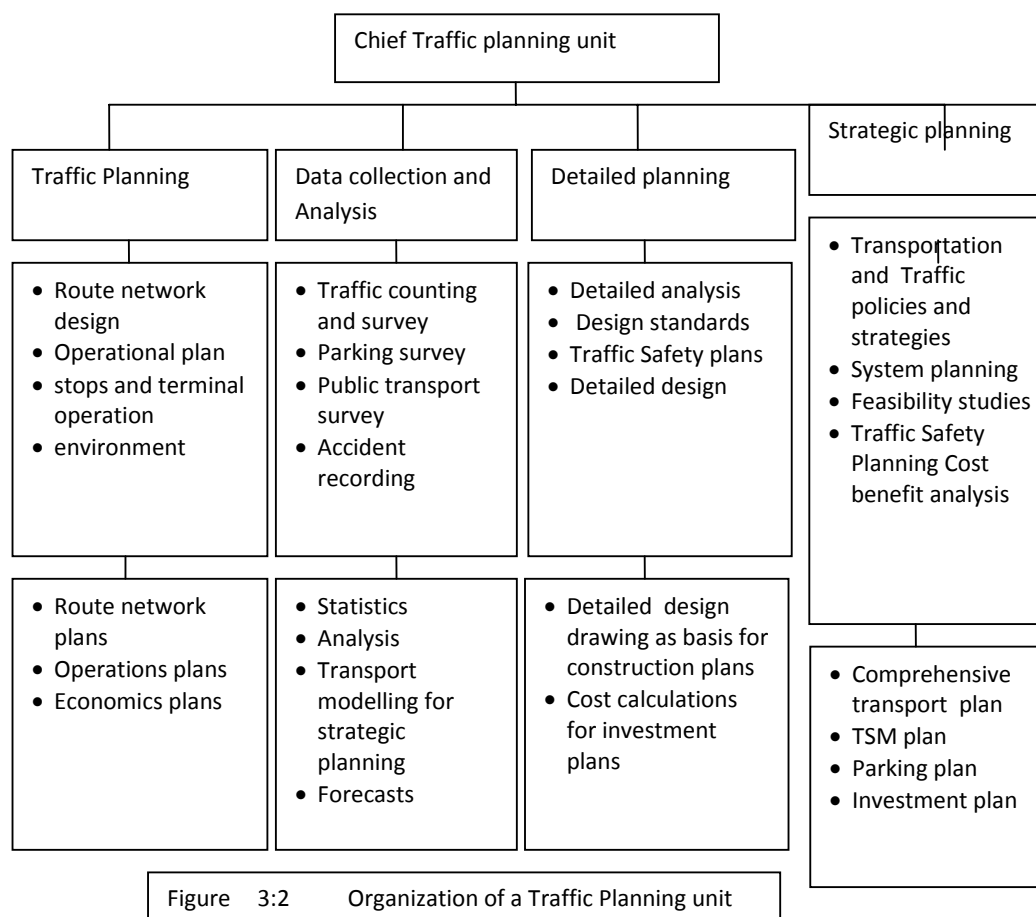 Chief Traffic planning unit
Traffic Planning
Data collection and
Analysis
Detailed planning
Strategic planning
• Route network
design
• Operational plan
• stops and terminal
operation
• environment
• Traffic counting
and survey
• Parking survey
• Public transport
survey
• Accident
recording
• Detailed analysis
• Design standards
• Traffic Safety plans
• Detailed design
• Transportation
and Traffic
policies and
strategies
• System planning
• Feasibility studies
• Traffic Safety
Planning Cost
benefit analysis
• Route network
plans
• Operations plans
• Economics plans
• Statistics
• Analysis
• Transport
modelling for
strategic
planning
• Forecasts
• Detailed design
drawing as basis for
construction plans
• Cost calculations
for investment
plans
• Comprehensive
transport plan
• TSM plan
• Parking plan
• Investment plan
Figure 3:2 Organization of a Traffic Planning unit